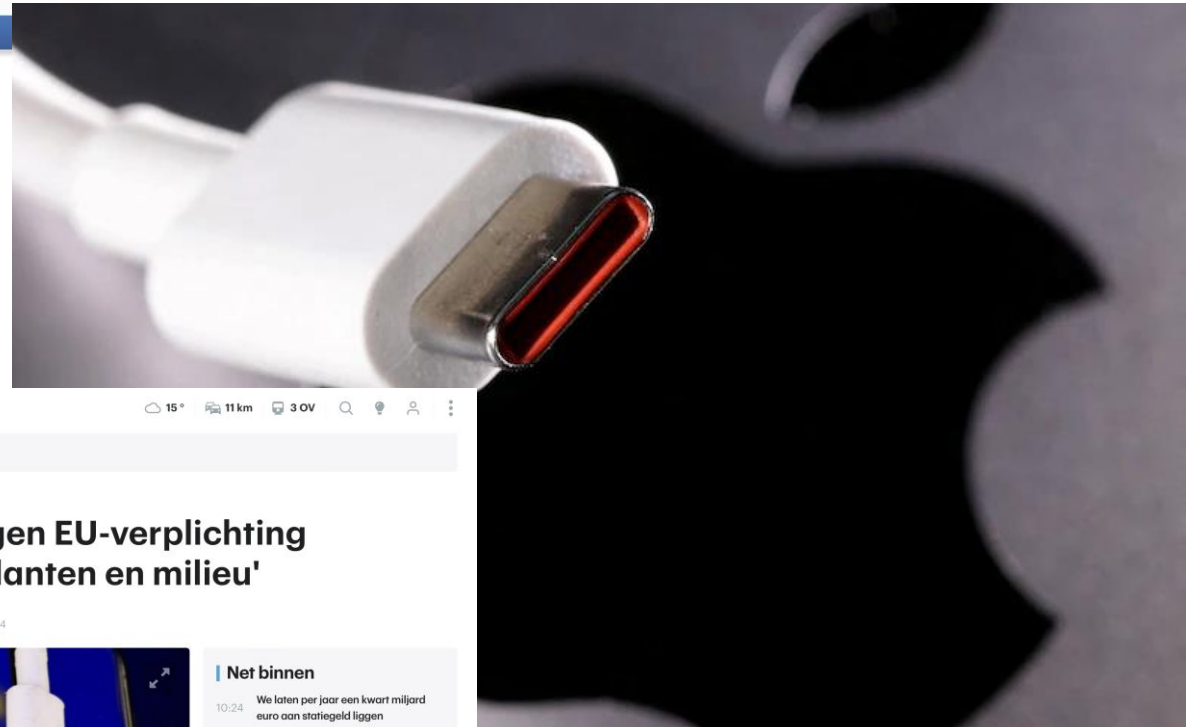 15° 11 km 3 OV
gen EU-verplichting
lanten en milieu'
4
Net binnen
10:24 We laten per jaar een kwart miljard
euro aan statiegeld liggen